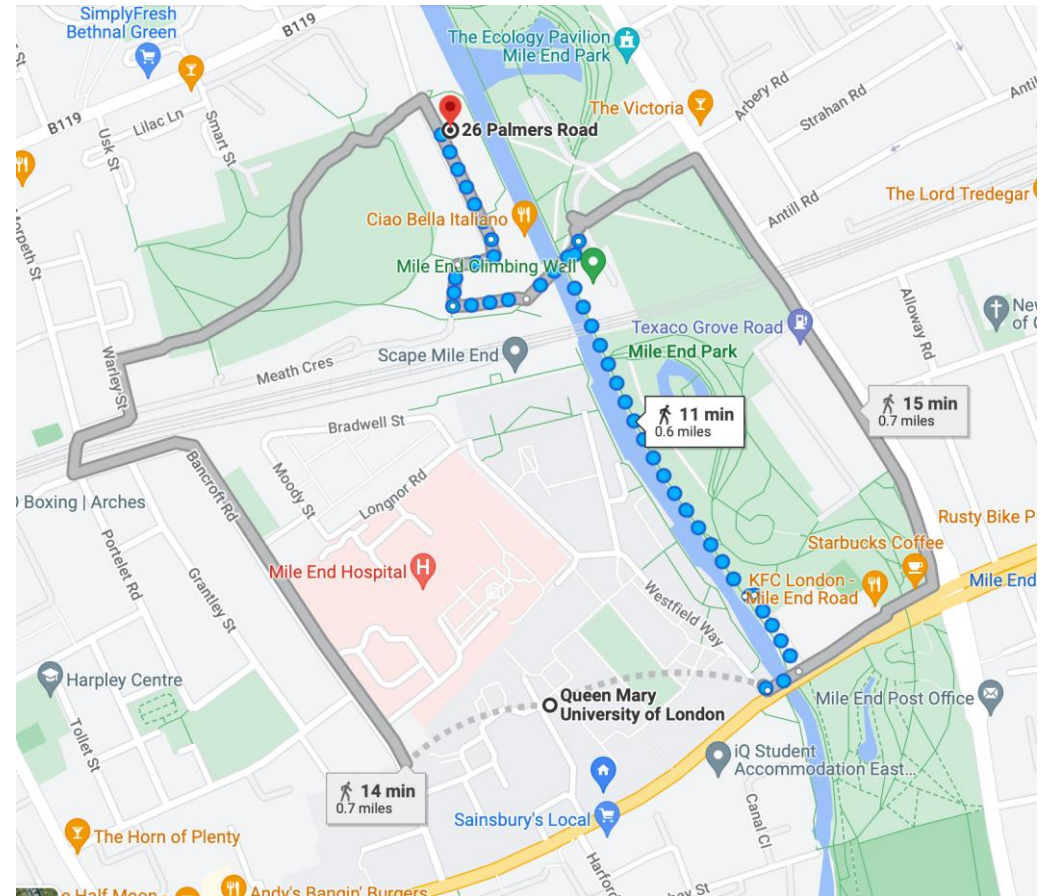 SimplyFresh
Bethnal Green
B119
The Ecology Pavilion
Mile End Park
Arbery Rd
Strahan Rd
The Victoria
Lilac Ln
Smart St
B119
Usk St
26 Palmers Road
Antill Rd
The Lord Tredegar
Ciao Bella Italiano
Morpeth St
Mile End Climbing Wall
Alloway Rd
Texaco Grove Road
Warley St
Meath Cres
Scape Mile End
Mile End Park
15 min
0.7 miles
11 min
0.6 miles
Bradwell St
Bancroft Rd
Moody St
Longnor Rd
Boxing | Arches
Portelet Rd
Grantley St
Rusty Bike
Starbucks Coffee
Mile End Hospital
H
KFC London -
Mile End Road
Mile End
Westfield Way
Harpley Centre
Queen Mary
University of London
Mile End Post Office
Tollet St
iQ Student
Accommodation East...
14 min
0.7 miles
Canal Cl
Sainsbury's Local
The Horn of Plenty
Half Moon
Andy's Bangin' Burgers